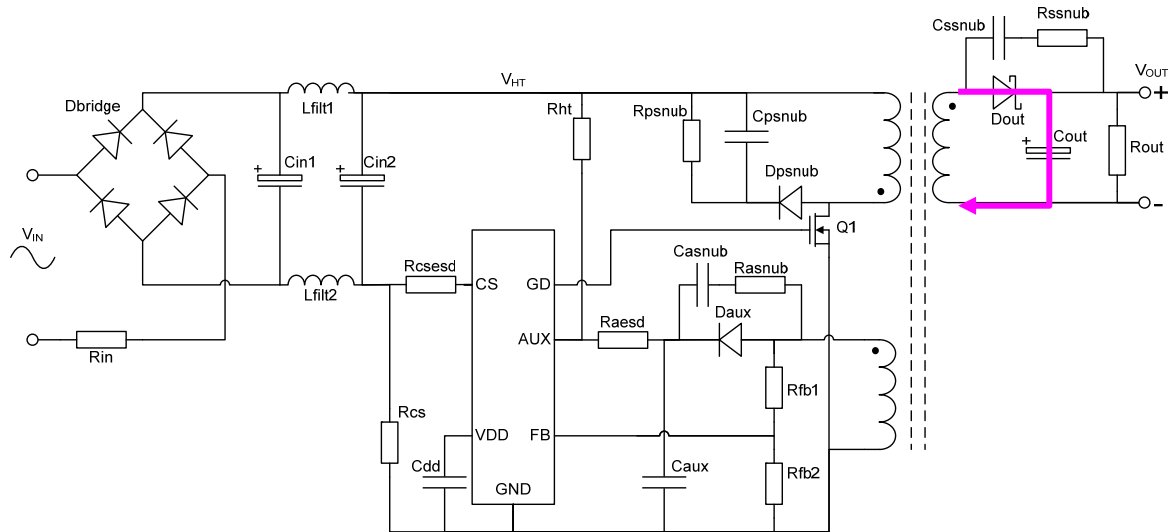 Cssnub
Rssnub
VHT
VOUT
+
Dbridge
Lfilt1
Rht
Rpsnub
Cpsnub
Dout
Cout
+
Rout
+
Cin1
+
Cin2
Dpsnub
-
VIN
Q1
Rcsesd
CS
GD
Casnub
Rasnub
Lfilt2
Raesd
Daux
AUX
Rin
Rfb1
Rcs
VDD
FB
Cdd
Caux
Rfb2
GND